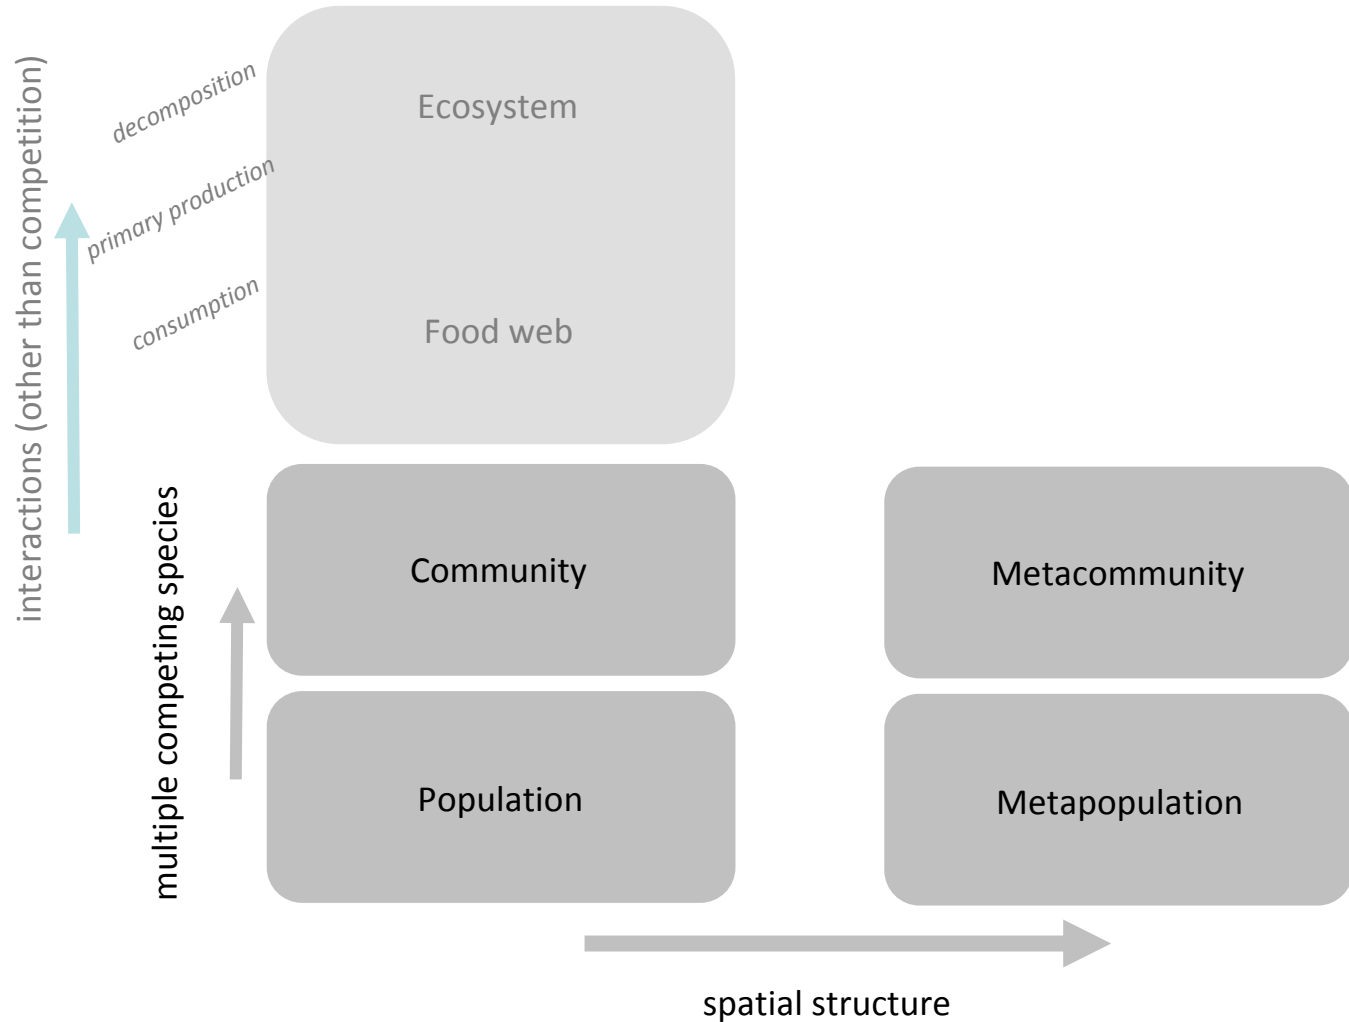 interactions (other than competition)
decomposition
primary production
consumption
Ecosystem
Food web
multiple competing species
Community
Metacommunity
Population
Metapopulation
spatial structure